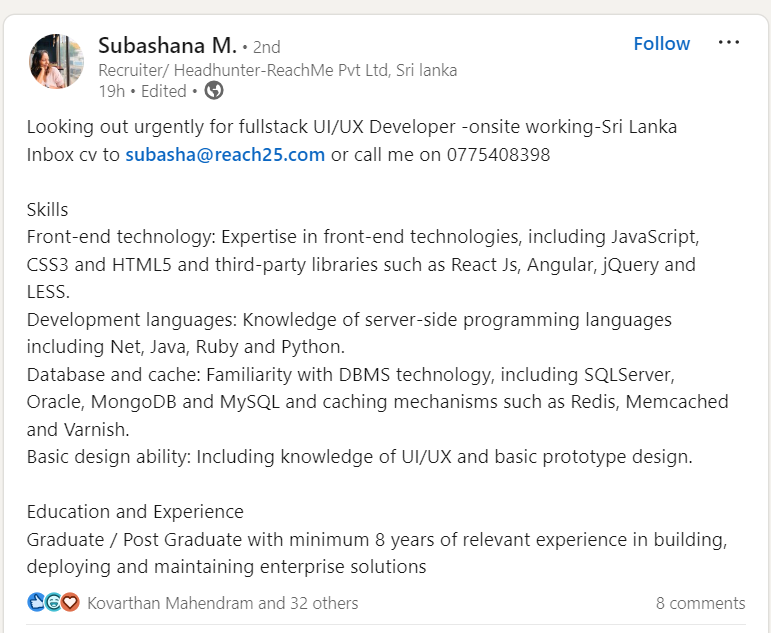 Subashana M. • 2nd
Follow
Recruiter/ Headhunter-ReachMe Pvt Ltd, Sri lanka
19h • Edited •
Looking out urgently for fullstack UI/UX Developer -onsite working-Sri Lanka
Inbox cv to subasha@reach25.com or call me on 0775408398
Skills
Front-end technology: Expertise in front-end technologies, including JavaScript,
CSS3 and HTML5 and third-party libraries such as React Js, Angular, jQuery and
LESS.
Development languages: Knowledge of server-side programming languages
including Net, Java, Ruby and Python.
Database and cache: Familiarity with DBMS technology, including SQLServer,
Oracle, MongoDB and MySQL and caching mechanisms such as Redis, Memcached
and Varnish.
Basic design ability: Including knowledge of UI/UX and basic prototype design.
Education and Experience
Graduate / Post Graduate with minimum 8 years of relevant experience in building,
deploying and maintaining enterprise solutions
Kovarthan Mahendram and 32 others
8 comments